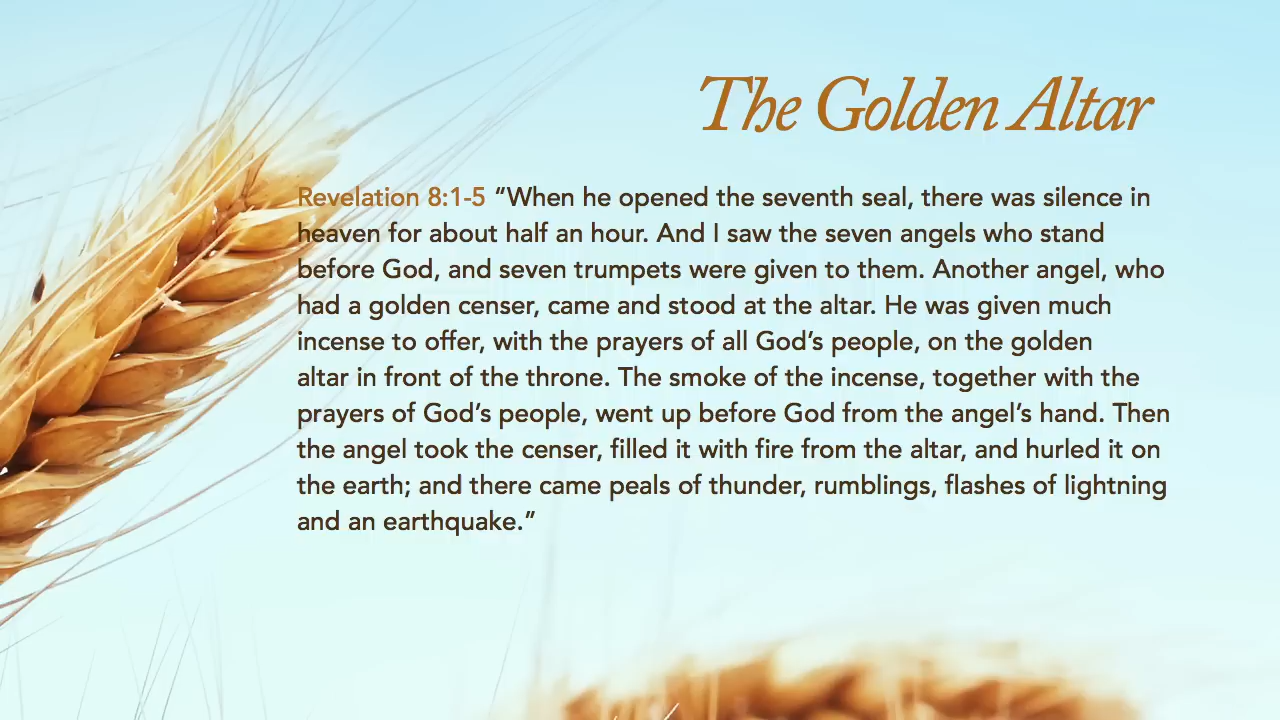 The Golden Altar
Revelation 8:1-5 “When he opened the seventh seal, there was silence in
heaven for about half an hour. And I saw the seven angels who stand
before God, and seven trumpets were given to them. Another angel, who
had a golden censer, came and stood at the altar. He was given much
incense to offer, with the prayers of all God’s people, on the golden
altar in front of the throne. The smoke of the incense, together with the
prayers of God’s people, went up before God from the angel’s hand. Then
the angel took the censer, filled it with fire from the altar, and hurled it on
the earth; and there came peals of thunder, rumblings, flashes of lightning
and an earthquake.”